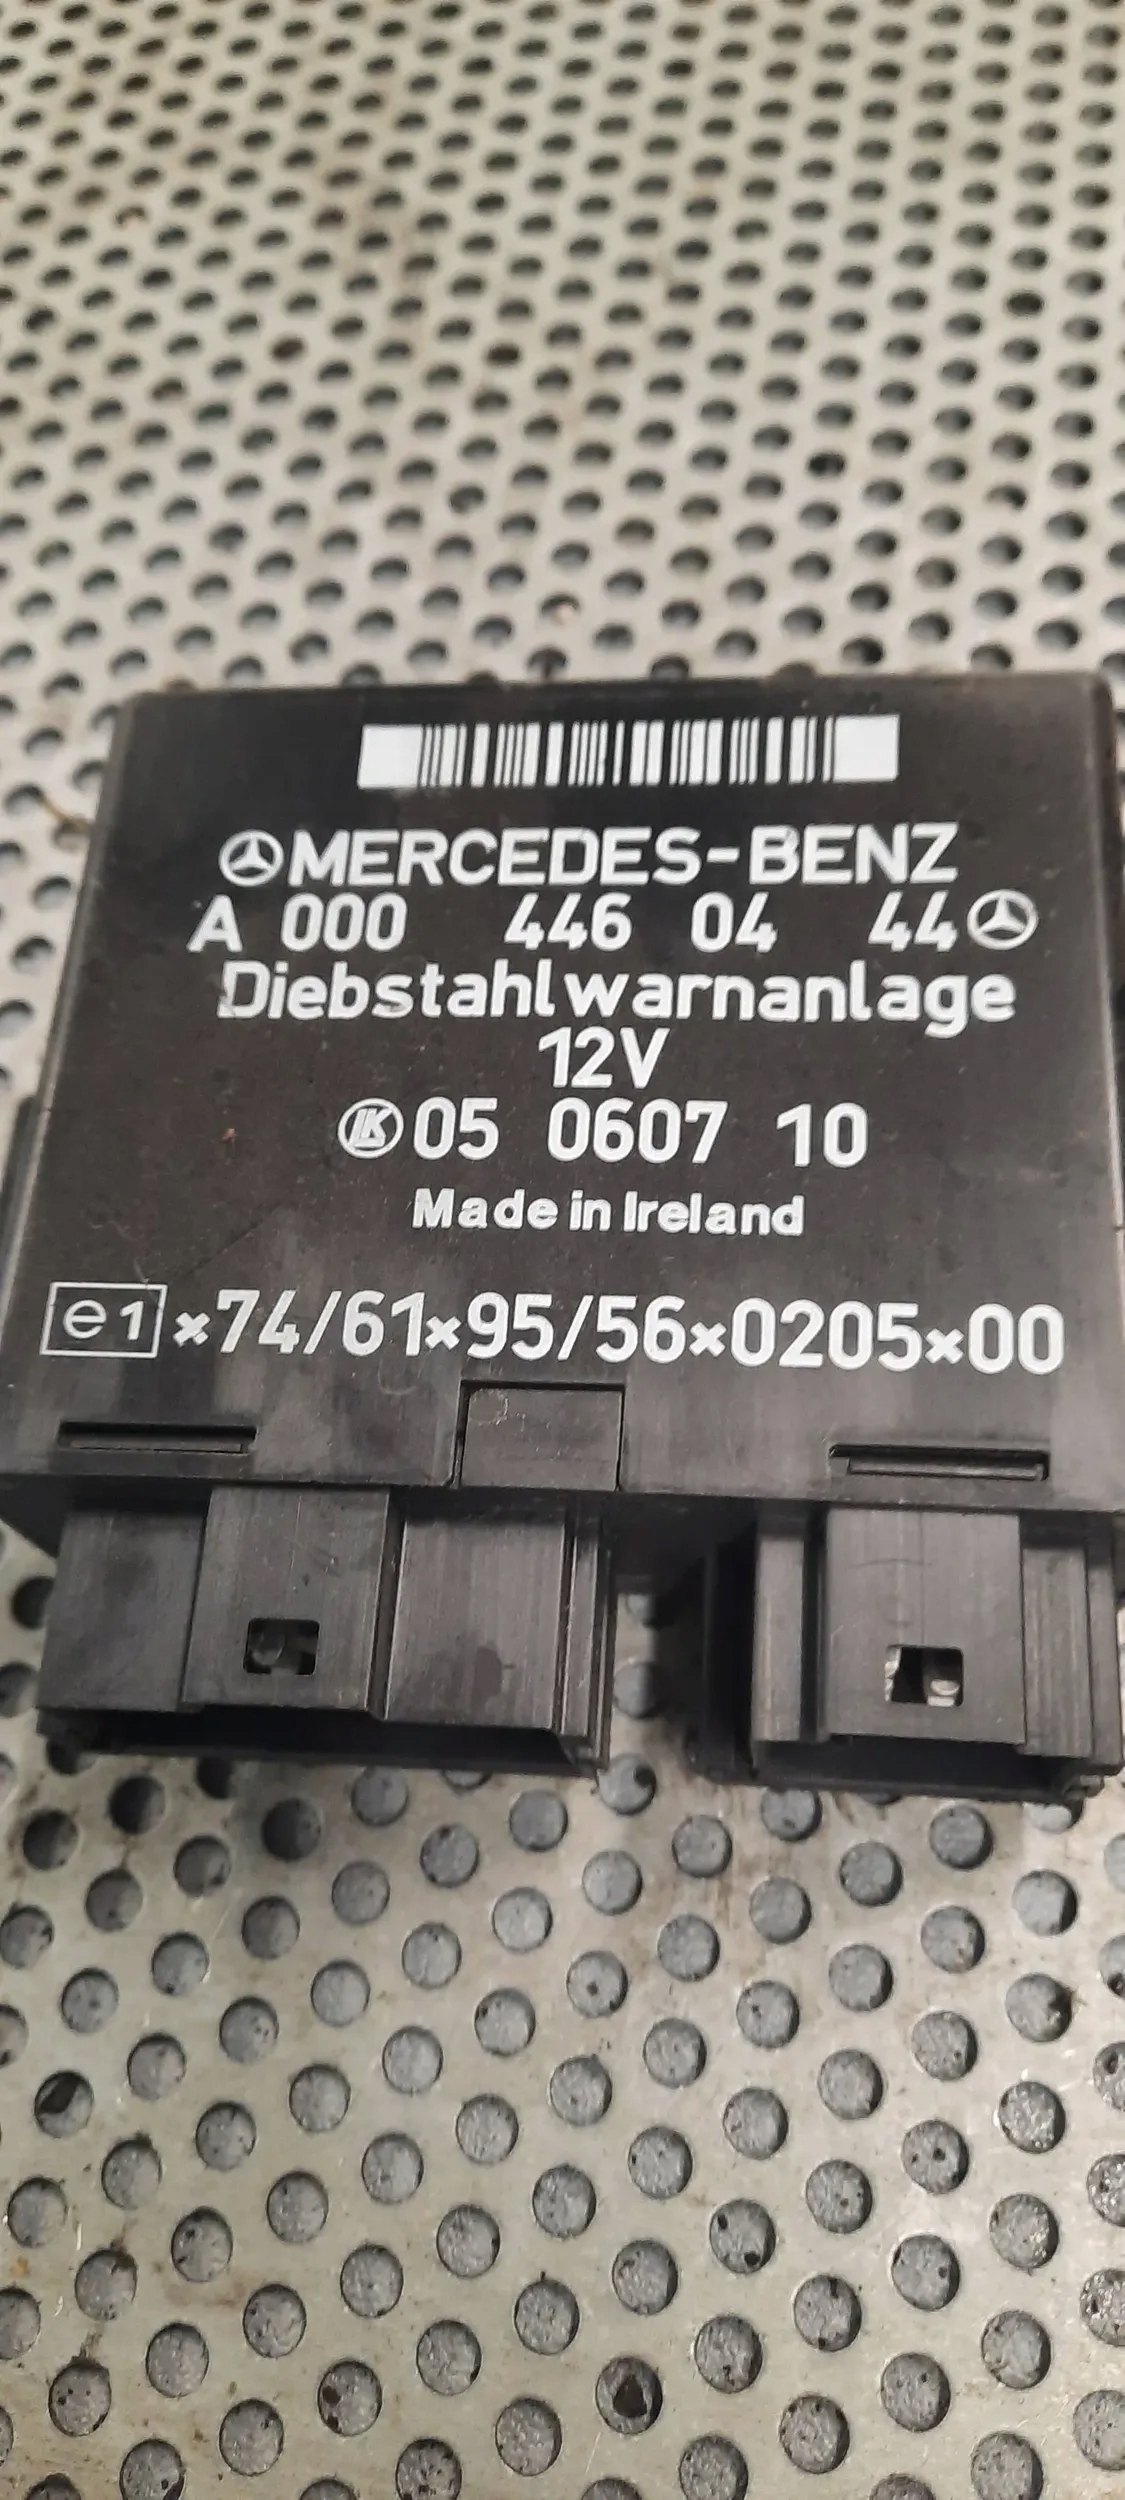 MERCEDES-BENZ
A 000 446 04 44
Diebstahlwarnanlage
12V
LK 05 0607 10
Made in Ireland
e1 ×74/61×95/56×0205×00